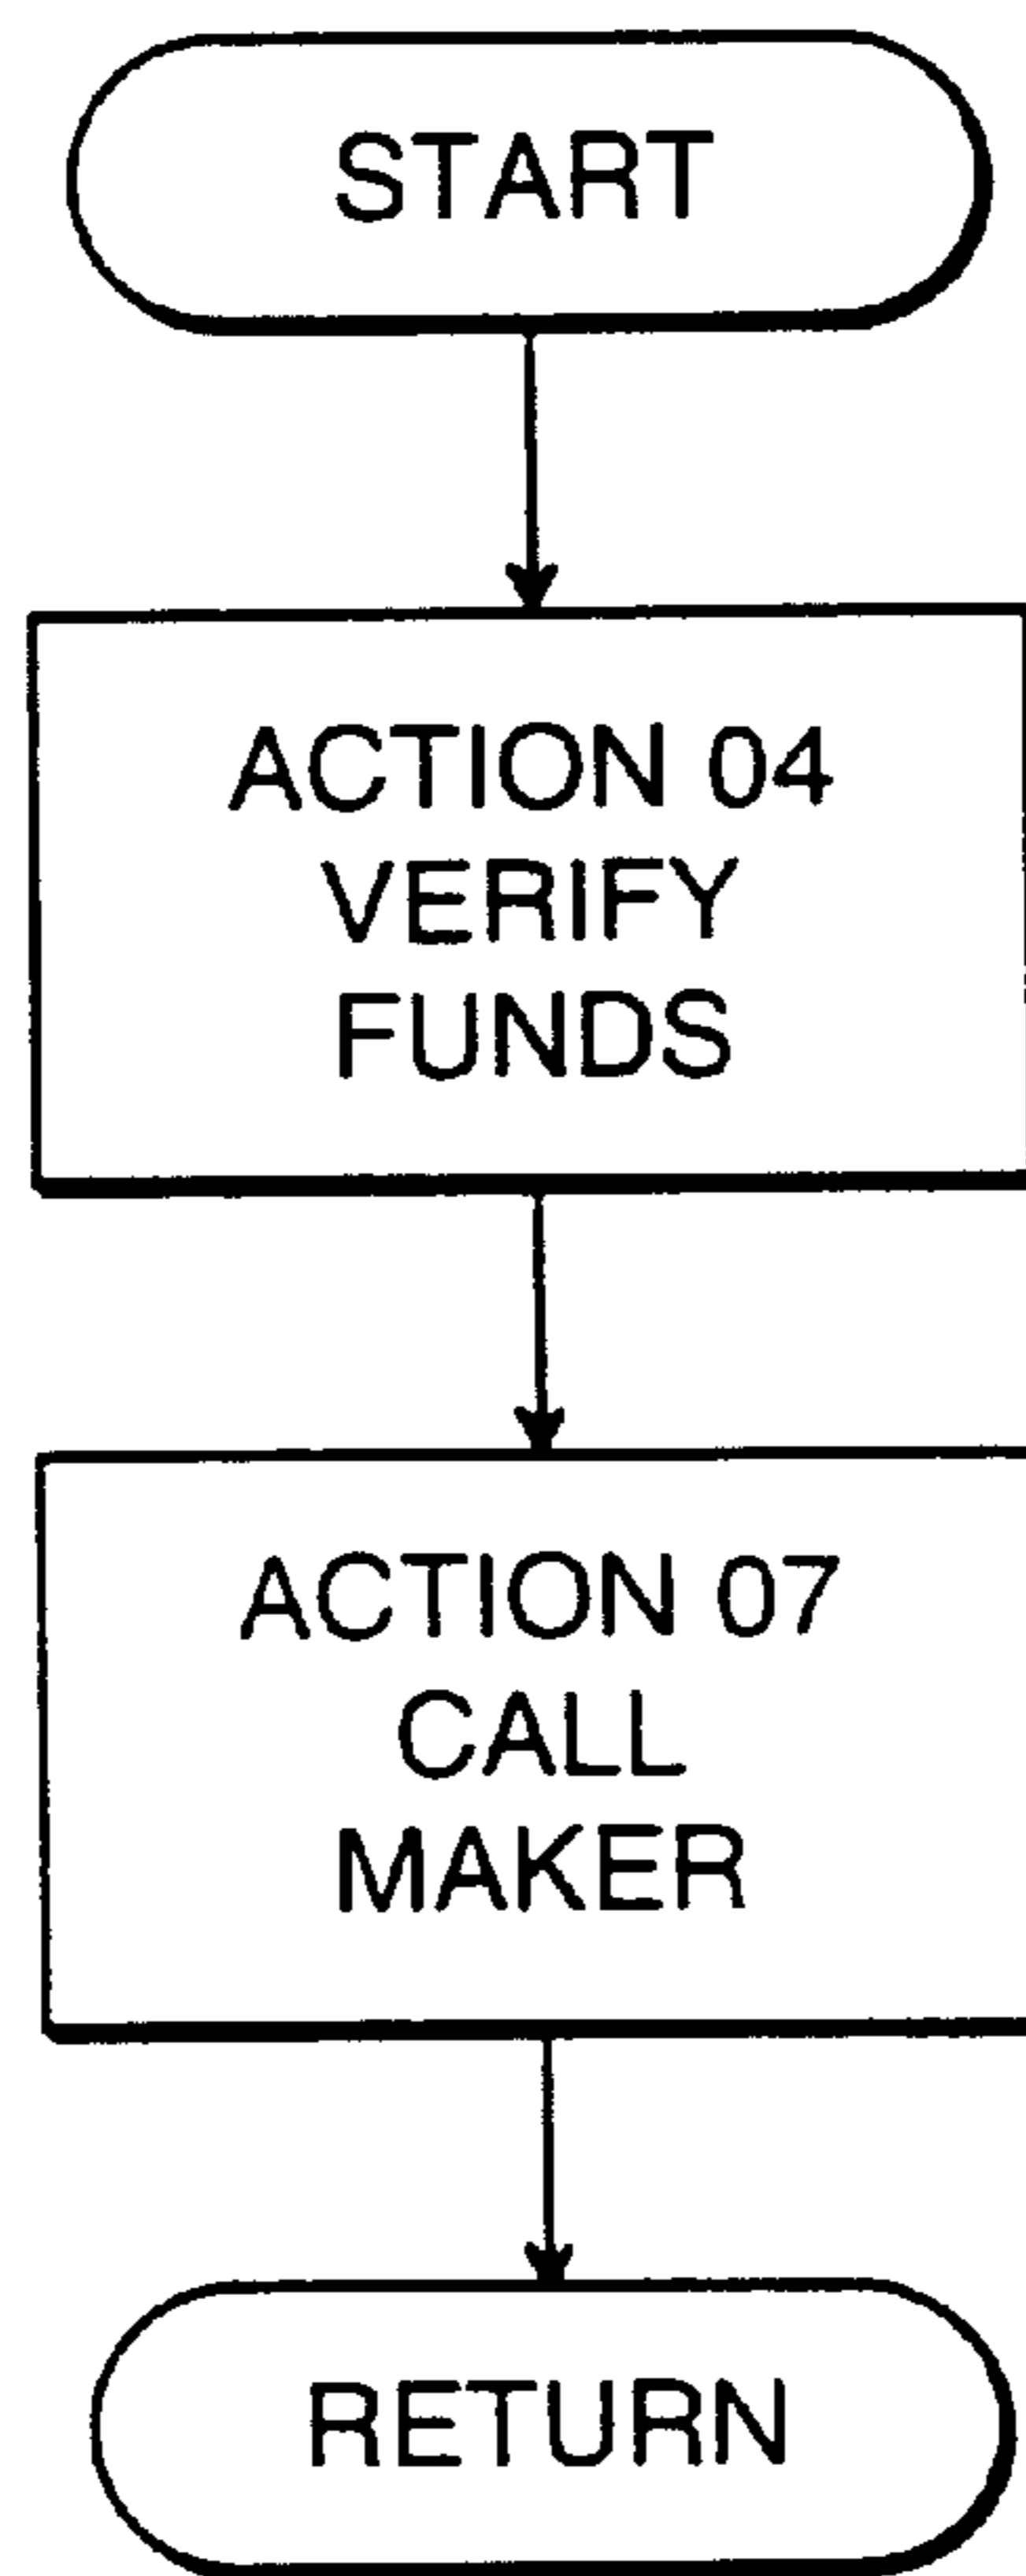 START
ACTION 04
VERIFY
FUNDS
ACTION 07
CALL
MAKER
RETURN